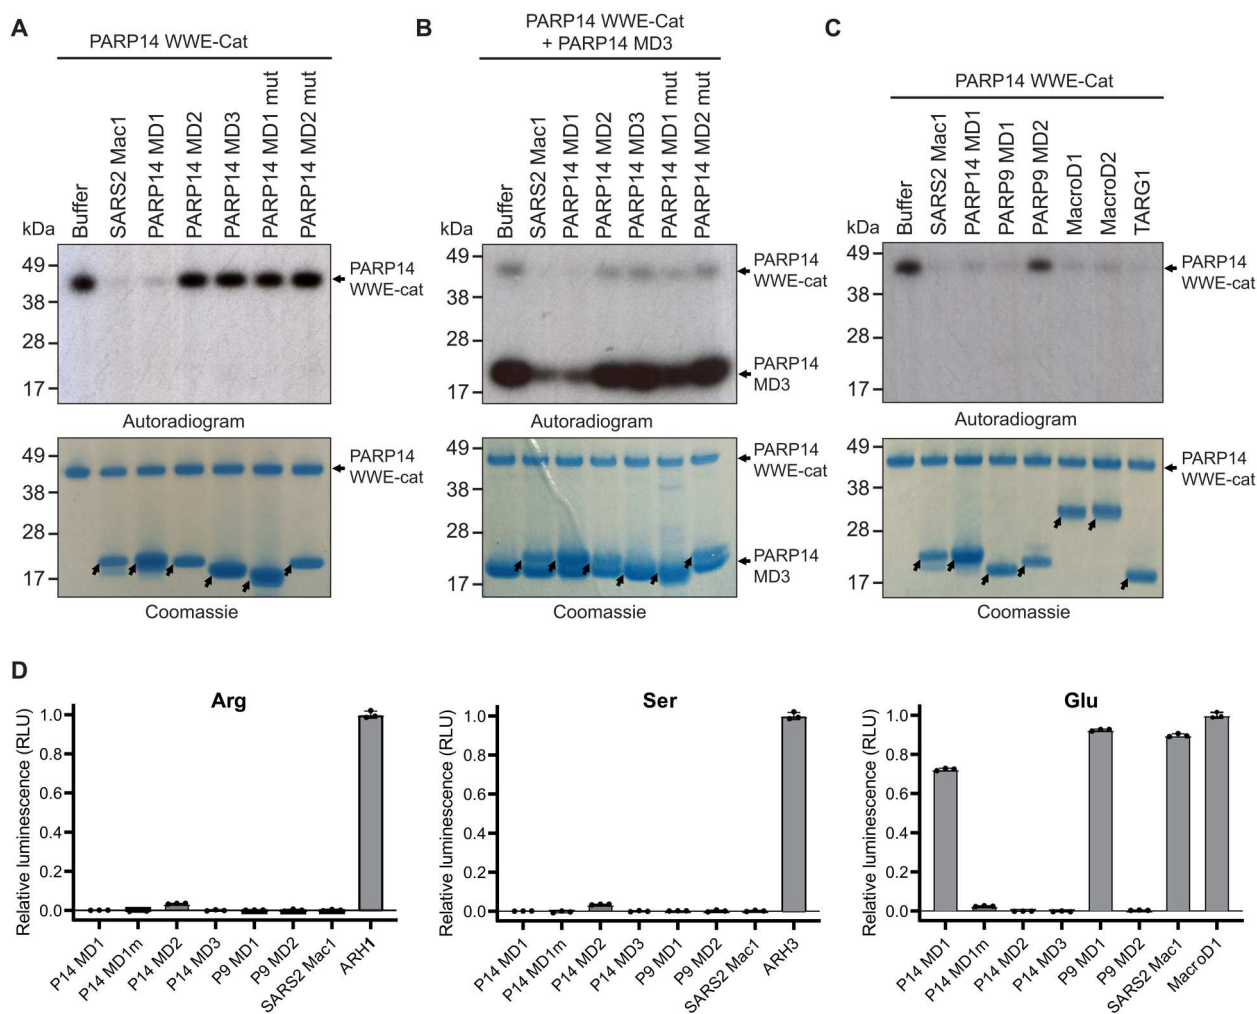 A
PARP14 WWE-Cat
Buffer
SARS2 Mac1
PARP14 MD1
PARP14 MD2
PARP14 MD3
PARP14 MD1 mut
PARP14 MD2 mut
kDa
49
38
28
17
PARP14
WWE-cat
Autoradiogram
49
38
28
17
PARP14
WWE-cat
Coomassie
B
PARP14 WWE-Cat
+ PARP14 MD3
Buffer
SARS2 Mac1
PARP14 MD1
PARP14 MD2
PARP14 MD3
PARP14 MD1 mut
PARP14 MD2 mut
kDa
49
38
28
17
PARP14
WWE-cat
PARP14
MD3
Autoradiogram
49
38
28
17
PARP14
WWE-cat
PARP14
MD3
Coomassie
C
PARP14 WWE-Cat
Buffer
SARS2 Mac1
PARP14 MD1
PARP9 MD1
PARP9 MD2
MacroD1
MacroD2
TARG1
kDa
49
38
28
17
PARP14
WWE-cat
Autoradiogram
49
38
28
17
PARP14
WWE-cat
Coomassie
D
Arg
Relative luminescence (RLU)
1.0
0.8
0.6
0.4
0.2
0.0
P14 MD1
P14 MD1m
P14 MD2
P14 MD3
P9 MD1
P9 MD2
SARS2 Mac1
ARH1
Ser
Relative luminescence (RLU)
1.0
0.8
0.6
0.4
0.2
0.0
P14 MD1
P14 MD1m
P14 MD2
P14 MD3
P9 MD1
P9 MD2
SARS2 Mac1
ARH3
Glu
Relative luminescence (RLU)
1.0
0.8
0.6
0.4
0.2
0.0
P14 MD1
P14 MD1m
P14 MD2
P14 MD3
P9 MD1
P9 MD2
SARS2 Mac1
MacroD1